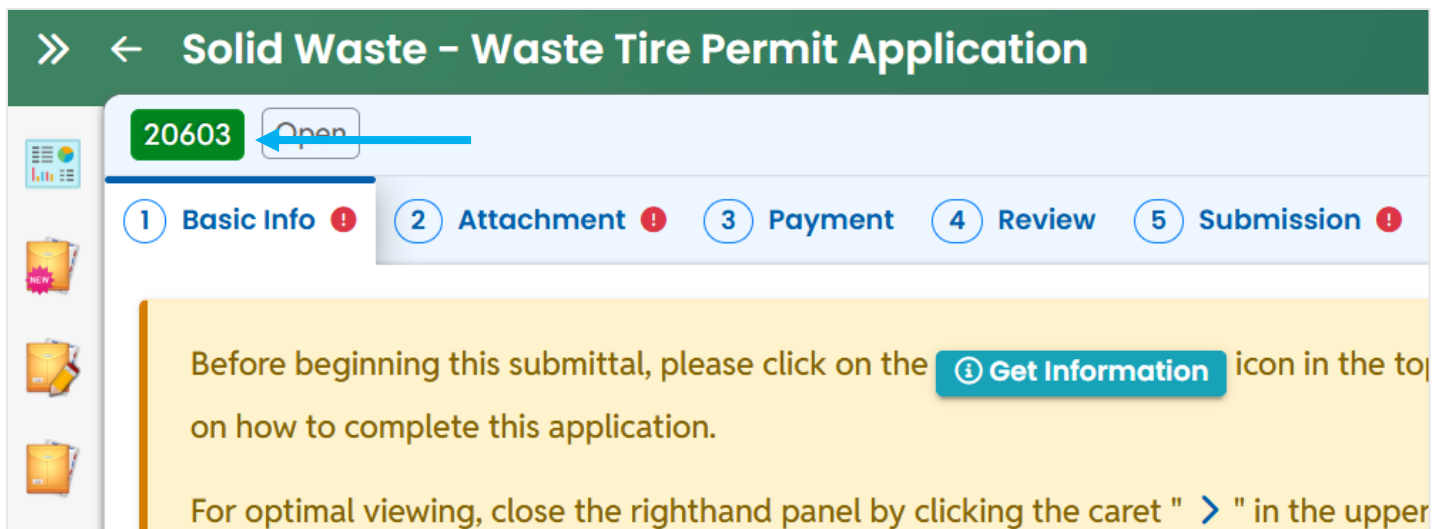 Solid Waste - Waste Tire Permit Application
20603 Open
1 Basic Info 2 Attachment 3 Payment 4 Review 5 Submission
NEW
Before beginning this submittal, please click on the Get Information icon in the
on how to complete this application.
For optimal viewing, close the righthand panel by clicking the caret " > " in the upper